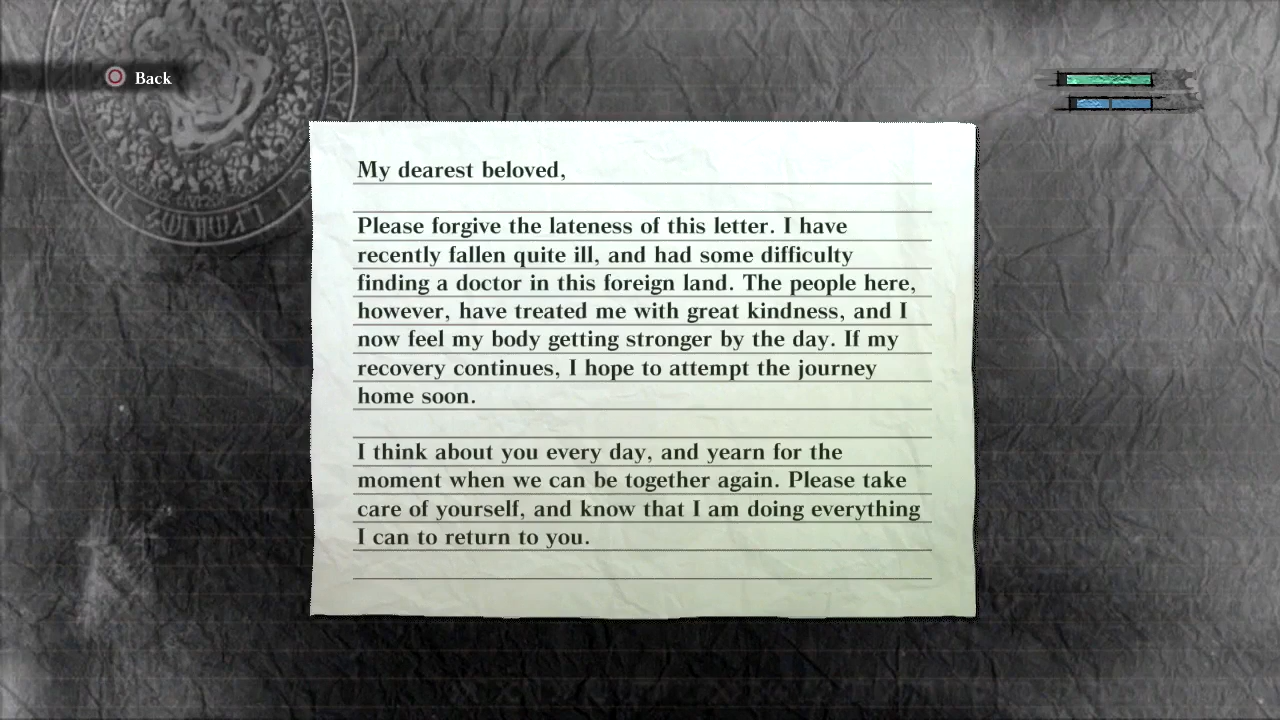 Back
My dearest beloved,
Please forgive the lateness of this letter. I have
recently fallen quite ill, and had some difficulty
finding a doctor in this foreign land. The people here,
however, have treated me with great kindness, and I
now feel my body getting stronger by the day. If my
recovery continues, I hope to attempt the journey
home soon.
I think about you every day, and yearn for the
moment when we can be together again. Please take
care of yourself, and know that I am doing everything
I can to return to you.